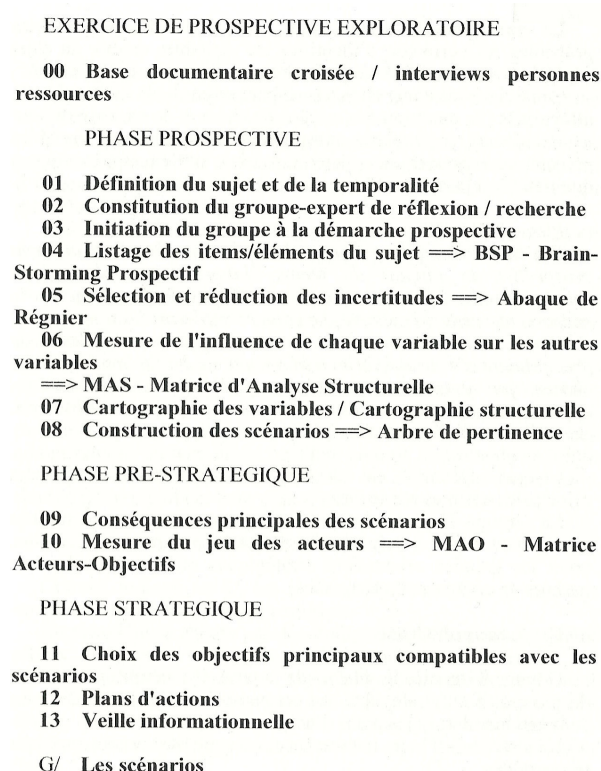 EXERCICE DE PROSPECTIVE EXPLORATOIRE
00 Base documentaire croisée / interviews personnes
ressources
PHASE PROSPECTIVE
01 Définition du sujet et de la temporalité
02 Constitution du groupe-expert de réflexion / recherche
03 Initiation du groupe à la démarche prospective
04 Listage des items/éléments du sujet ==> BSP - Brain-
Storming Prospectif
05 Sélection et réduction des incertitudes ==> Abaque de
Régnier
06 Mesure de l'influence de chaque variable sur les autres
variables
==> MAS - Matrice d'Analyse Structurelle
07 Cartographie des variables / Cartographie structurelle
08 Construction des scénarios ==> Arbre de pertinence
PHASE PRE-STRATEGIQUE
09 Conséquences principales des scénarios
10 Mesure du jeu des acteurs ==> MAO - Matrice
Acteurs-Objectifs
PHASE STRATEGIQUE
11 Choix des objectifs principaux compatibles avec les
scénarios
12 Plans d'actions
13 Veille informationnelle
G/ Les scénarios